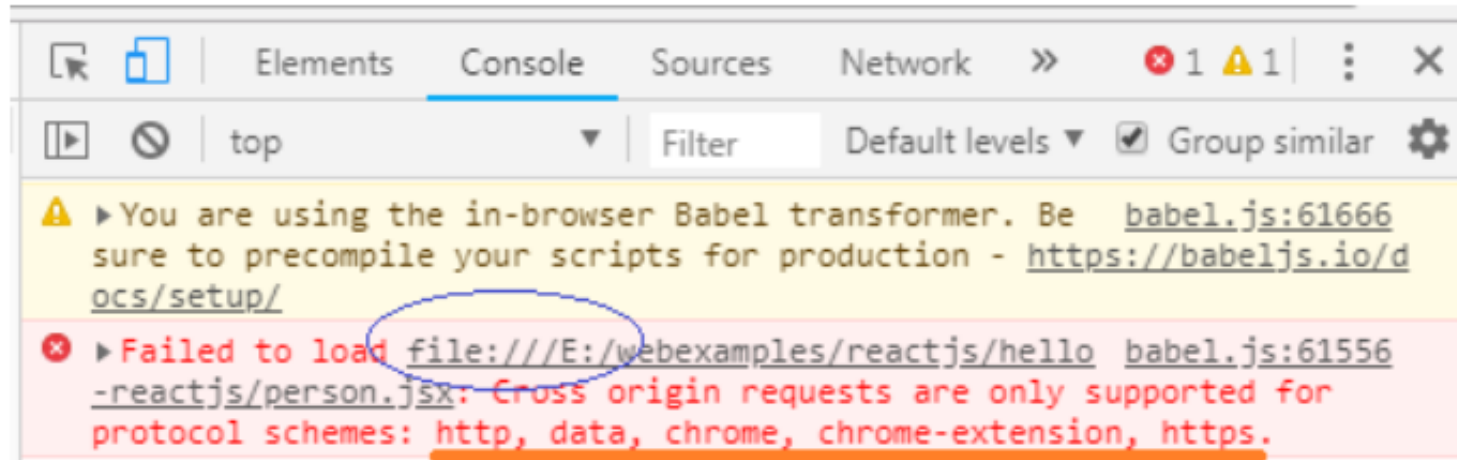 Elements Console Sources Network » 1 1
top Filter Default levels Group similar
You are using the in-browser Babel transformer. Be babel.js:61666
sure to precompile your scripts for production - https://babeljs.io/d
ocs/setup/
Failed to load file:///E:/webexamples/reactjs/hello babel.js:61556
-reactjs/person.jsx: Cross origin requests are only supported for
protocol schemes: http, data, chrome, chrome-extension, https.